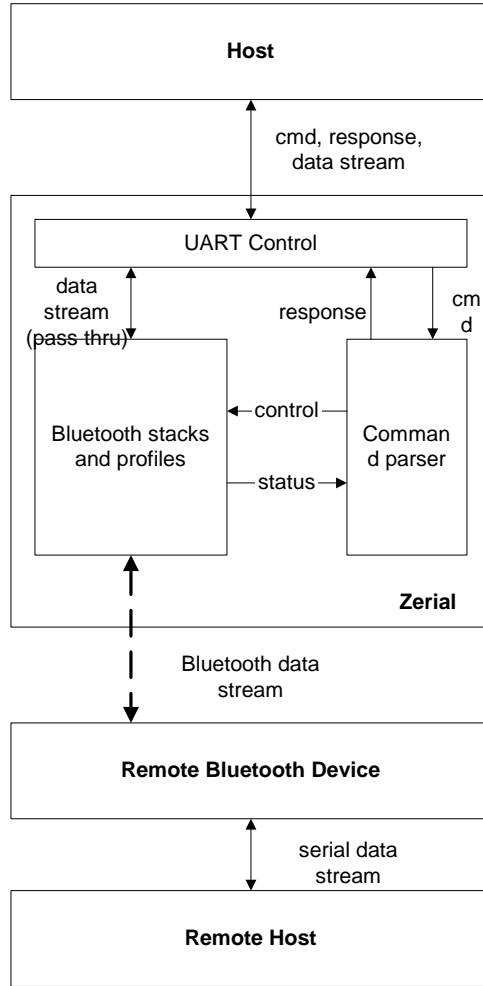 Host
cmd, response,
data stream
UART Control
data
stream
(pass thru)
response
cm
d
Bluetooth stacks
and profiles
control
status
Comman
d parser
Zerial
Bluetooth data
stream
Remote Bluetooth Device
serial data
stream
Remote Host